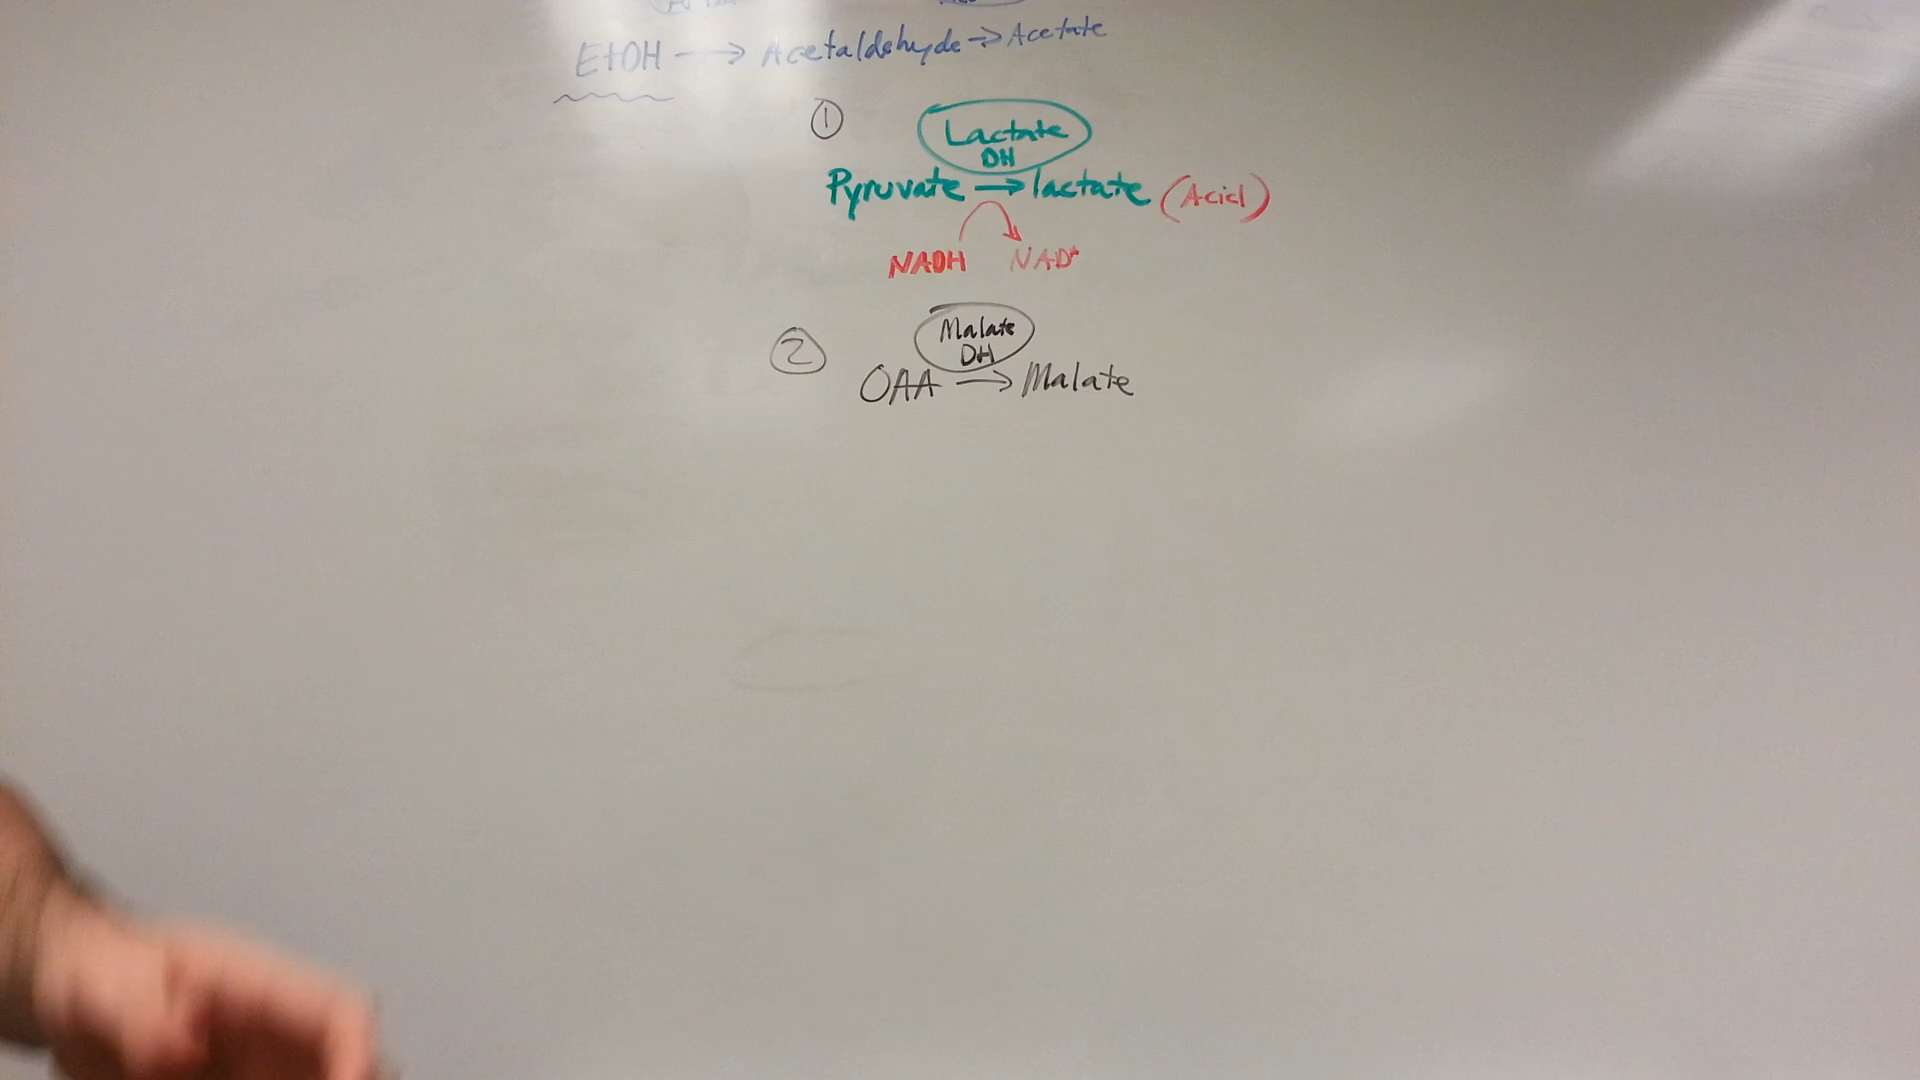 EtOH → Acetaldehyde → Acetate
① Lactate
DH
Pyruvate → lactate (Acid)
NADH NAD+
② Malate
DH
OAA → Malate